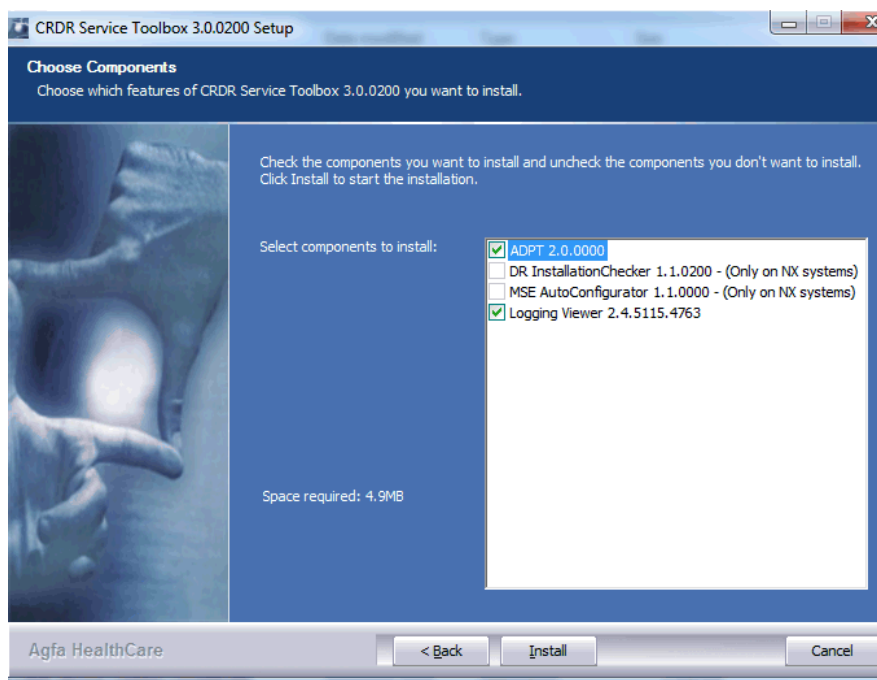 CRDR Service Toolbox 3.0.0200 Setup
Choose Components
Choose which features of CRDR Service Toolbox 3.0.0200 you want to install.
Check the components you want to install and uncheck the components you don't want to install.
Click Install to start the installation.
Select components to install:
ADPT 2.0.0000
DR InstallationChecker 1.1.0200 - (Only on NX systems)
MSE AutoConfigurator 1.1.0000 - (Only on NX systems)
Logging Viewer 2.4.5115.4763
Space required: 4.9MB
Agfa HealthCare
< Back
Install
Cancel